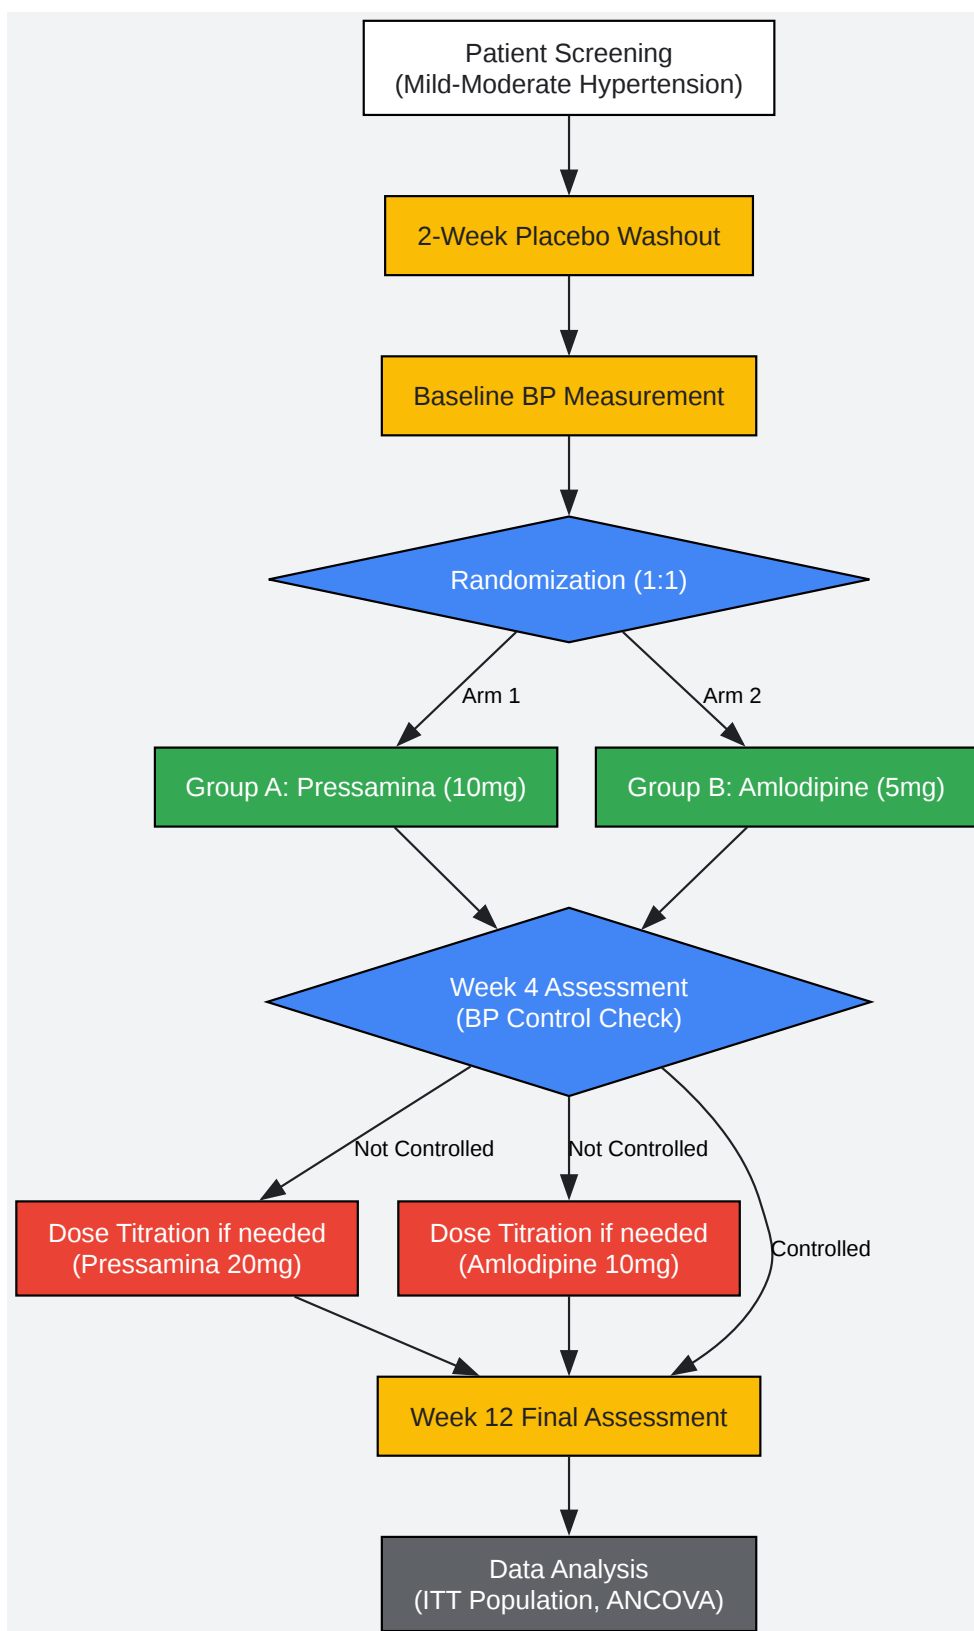 Patient Screening
(Mild-Moderate Hypertension)
2-Week Placebo Washout
Baseline BP Measurement
Randomization (1:1)
Arm 1
Arm 2
Group A: Pressamina (10mg)
Group B: Amlodipine (5mg)
Week 4 Assessment
(BP Control Check)
Not Controlled
Not Controlled
Controlled
Dose Titration if needed
(Pressamina 20mg)
Dose Titration if needed
(Amlodipine 10mg)
Week 12 Final Assessment
Data Analysis
(ITT Population, ANCOVA)